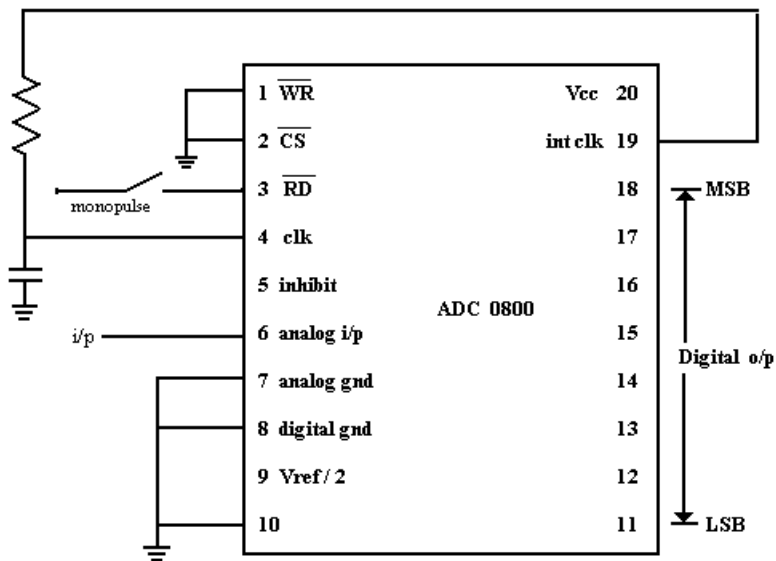 1 WR
Vcc 20
2 CS
int clk 19
3 RD
18
MSB
monopulse
4 clk
17
5 inhibit
16
ADC 0800
i/p
6 analog i/p
15
Digital o/p
7 analog gnd
14
8 digital gnd
13
9 Vref / 2
12
10
11
LSB